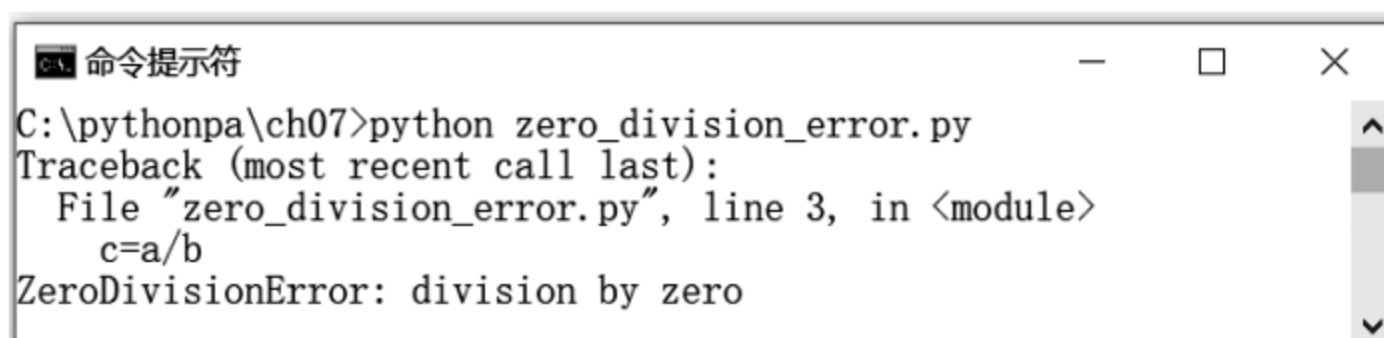 命令提示符
C:\pythonpa\ch07>python zero_division_error.py
Traceback (most recent call last):
  File "zero_division_error.py", line 3, in <module>
    c=a/b
ZeroDivisionError: division by zero